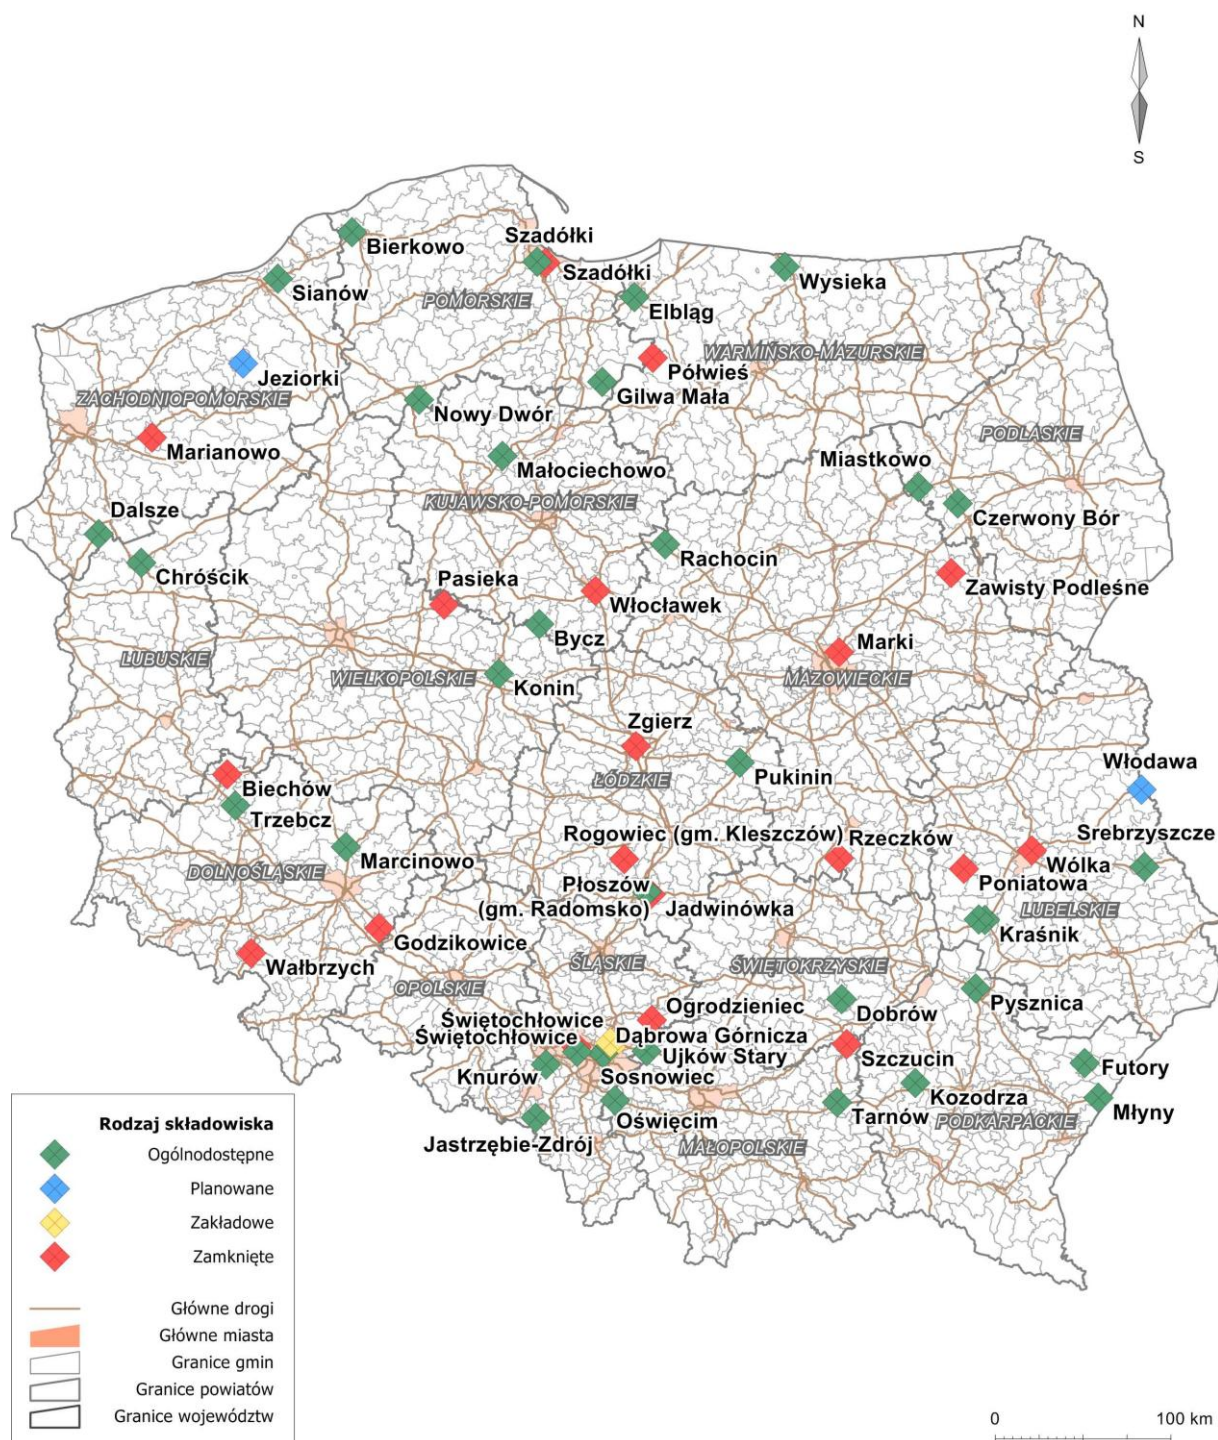 N
S
Szadółki
Bierkowo
Szadółki
Wysieka
Sianów
POMORSKIE
Elbląg
WARMIŃSKO-MAZURSKIE
Półwieś
Jeziorki
Gilwa Mała
ZACHODNIOPOMORSKIE
Nowy Dwór
PODLASKIE
Marianowo
Miastkowo
Małociechowo
KUJAWSKO-POMORSKIE
Dalsze
Czerwony Bór
Rachocin
Chróścik
Pasieka
Zawisty Podleśne
Włocławek
Bycz
Marki
LUBUSKIE
WIELKOPOLSKIE
MAZOWIECKIE
Konin
Zgierz
Włodawa
Pukinin
ŁÓDZKIE
Biechów
Trzebcz
Rogowiec (gm. Kleszczów)
Rzeczków
Srebrzyszcze
Marcinowo
Wólka
DOLNOŚLĄSKIE
Płoszów
(gm. Radomsko)
Poniatowa
Jadwinówka
LUBELSKIE
Kraśnik
Godzikowice
Wałbrzych
ŚLĄSKIE
ŚWIĘTOKRZYSKIE
OPOLSKIE
Pysznica
Ogrodzieniec
Dobrów
Świętochłowice
Świętochłowice
Dąbrowa Górnicza
Ujków Stary
Szczucin
Futory
Knurów
Sosnowiec
Kozodrza
Młyny
Oświęcim
Tarnów
PODKARPACKIE
Jastrzębie-Zdrój
MAŁOPOLSKIE
Rodzaj składowiska
Ogólnodostępne
Planowane
Zakładowe
Zamknięte
Główne drogi
Główne miasta
Granice gmin
Granice powiatów
Granice województw
0 100 km